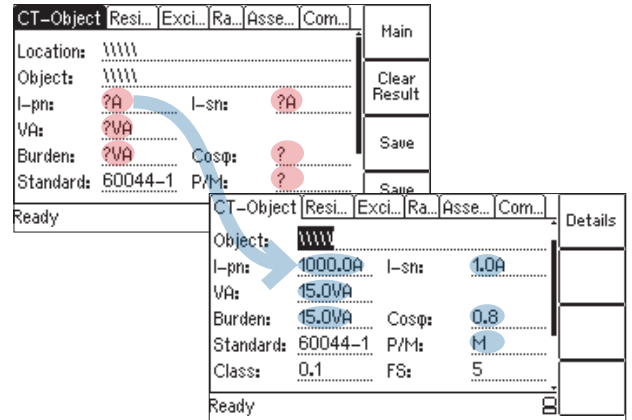 CT-Object Resi... Exci... Ra... Asse... Com...
Main
Location: \\\\\
Clear
Result
Object: \\\\\
I-pn: ?A I-sn: ?A
VA: ?VA
Save
Burden: ?VA Cosφ: ?
Standard: 60044-1 P/M: ?
Save
Ready
CT-Object Resi... Exci... Ra... Asse... Com...
Details
Object: \\\\\
I-pn: 1000.0A I-sn: 1.0A
VA: 15.0VA
Burden: 15.0VA Cosφ: 0.8
Standard: 60044-1 P/M: M
Class: 0.1 FS: 5
Ready